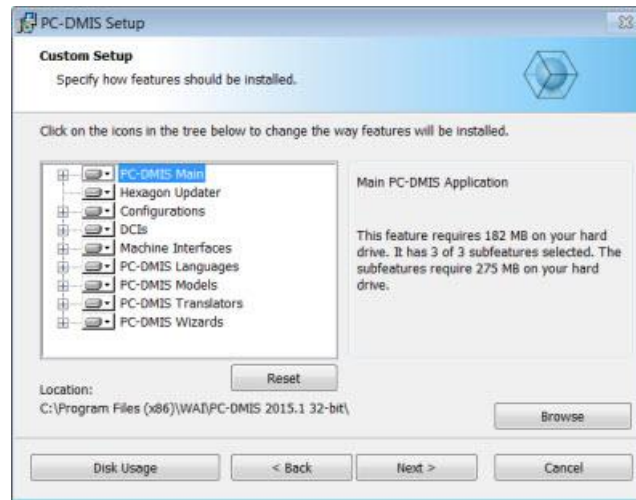 PC-DMIS Setup
Custom Setup
Specify how features should be installed.
Click on the icons in the tree below to change the way features will be installed.
PC-DMIS Main
Hexagon Updater
Configurations
DCIs
Machine Interfaces
PC-DMIS Languages
PC-DMIS Models
PC-DMIS Translators
PC-DMIS Wizards
Main PC-DMIS Application
This feature requires 182 MB on your hard
drive. It has 3 of 3 subfeatures selected. The
subfeatures require 275 MB on your hard
drive.
Reset
Location:
C:\Program Files (x86)\WAI\PC-DMIS 2015.1 32-bit\
Browse
Disk Usage
< Back
Next >
Cancel